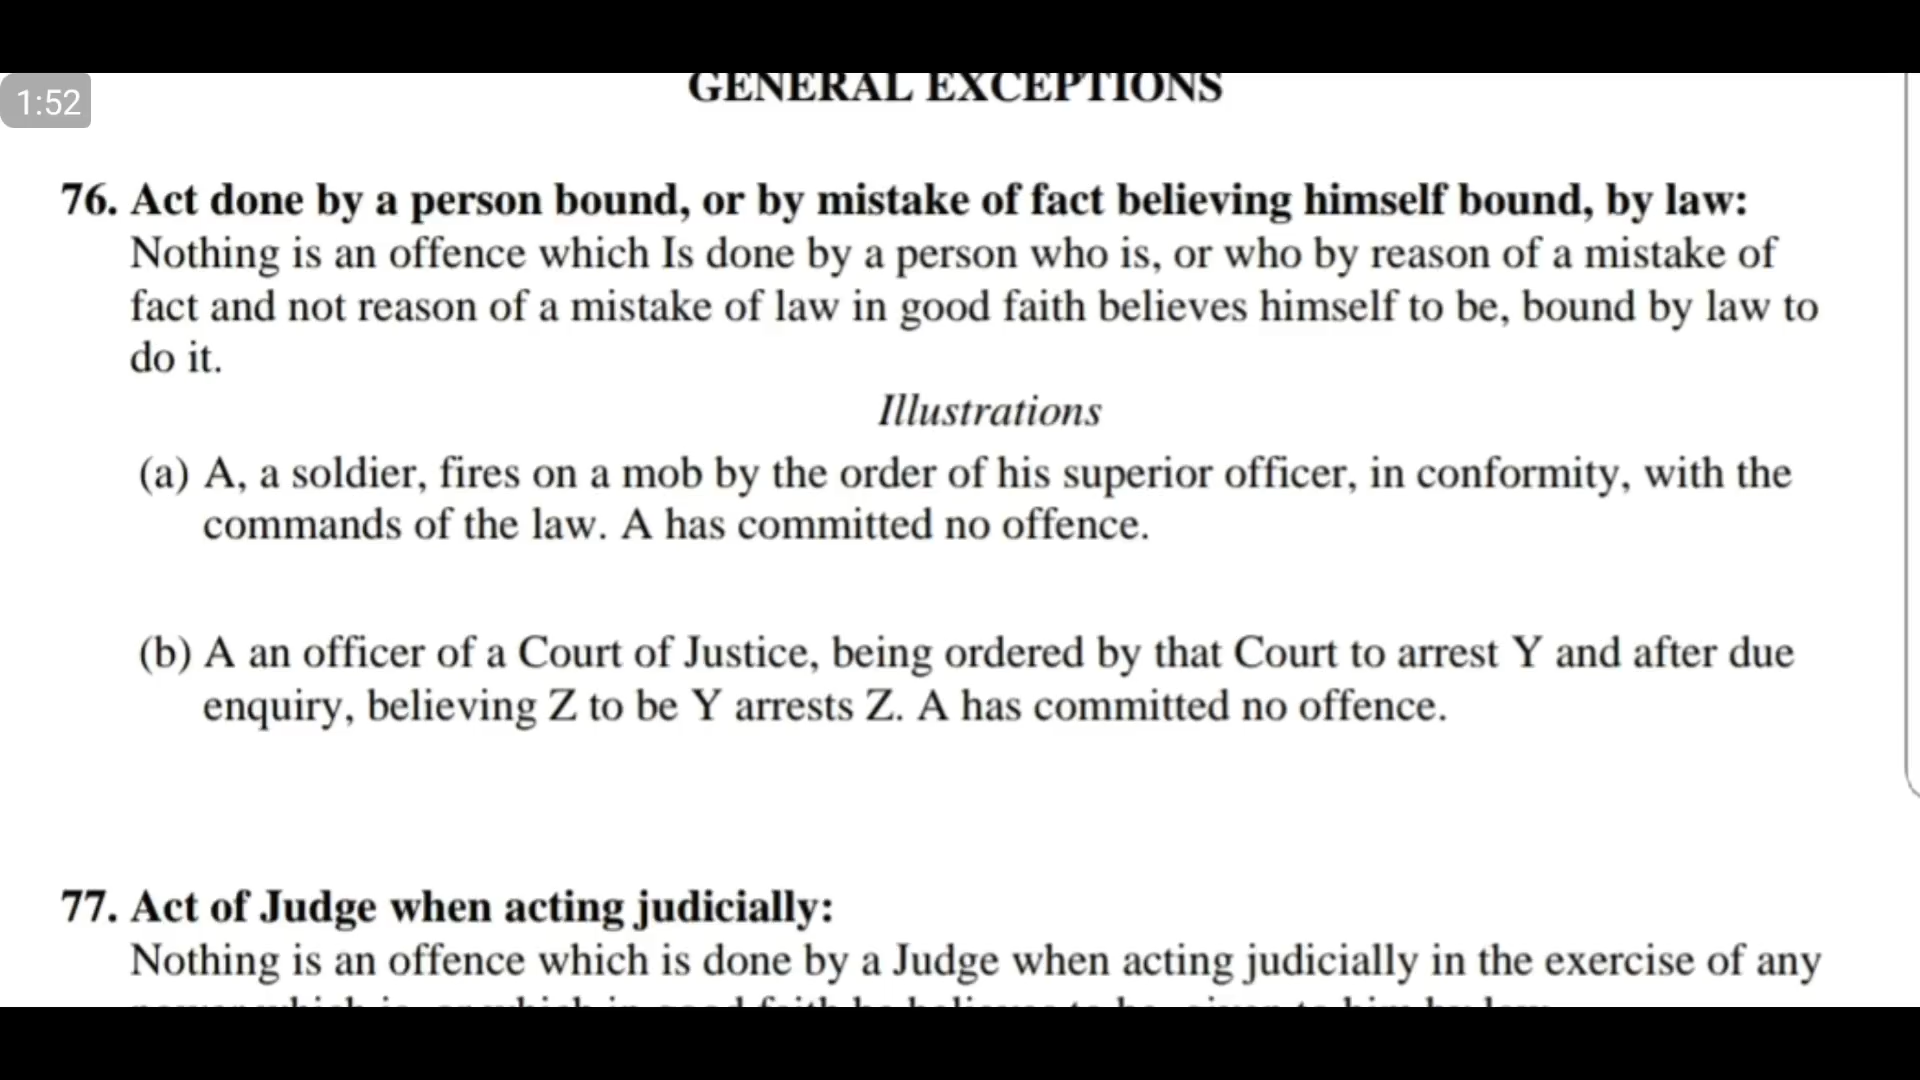 GENERAL EXCEPTIONS
1:52
76. Act done by a person bound, or by mistake of fact believing himself bound, by law:
Nothing is an offence which Is done by a person who is, or who by reason of a mistake of
fact and not reason of a mistake of law in good faith believes himself to be, bound by law to
do it.
Illustrations
(a) A, a soldier, fires on a mob by the order of his superior officer, in conformity, with the
commands of the law. A has committed no offence.
(b) A an officer of a Court of Justice, being ordered by that Court to arrest Y and after due
enquiry, believing Z to be Y arrests Z. A has committed no offence.
77. Act of Judge when acting judicially:
Nothing is an offence which is done by a Judge when acting judicially in the exercise of any